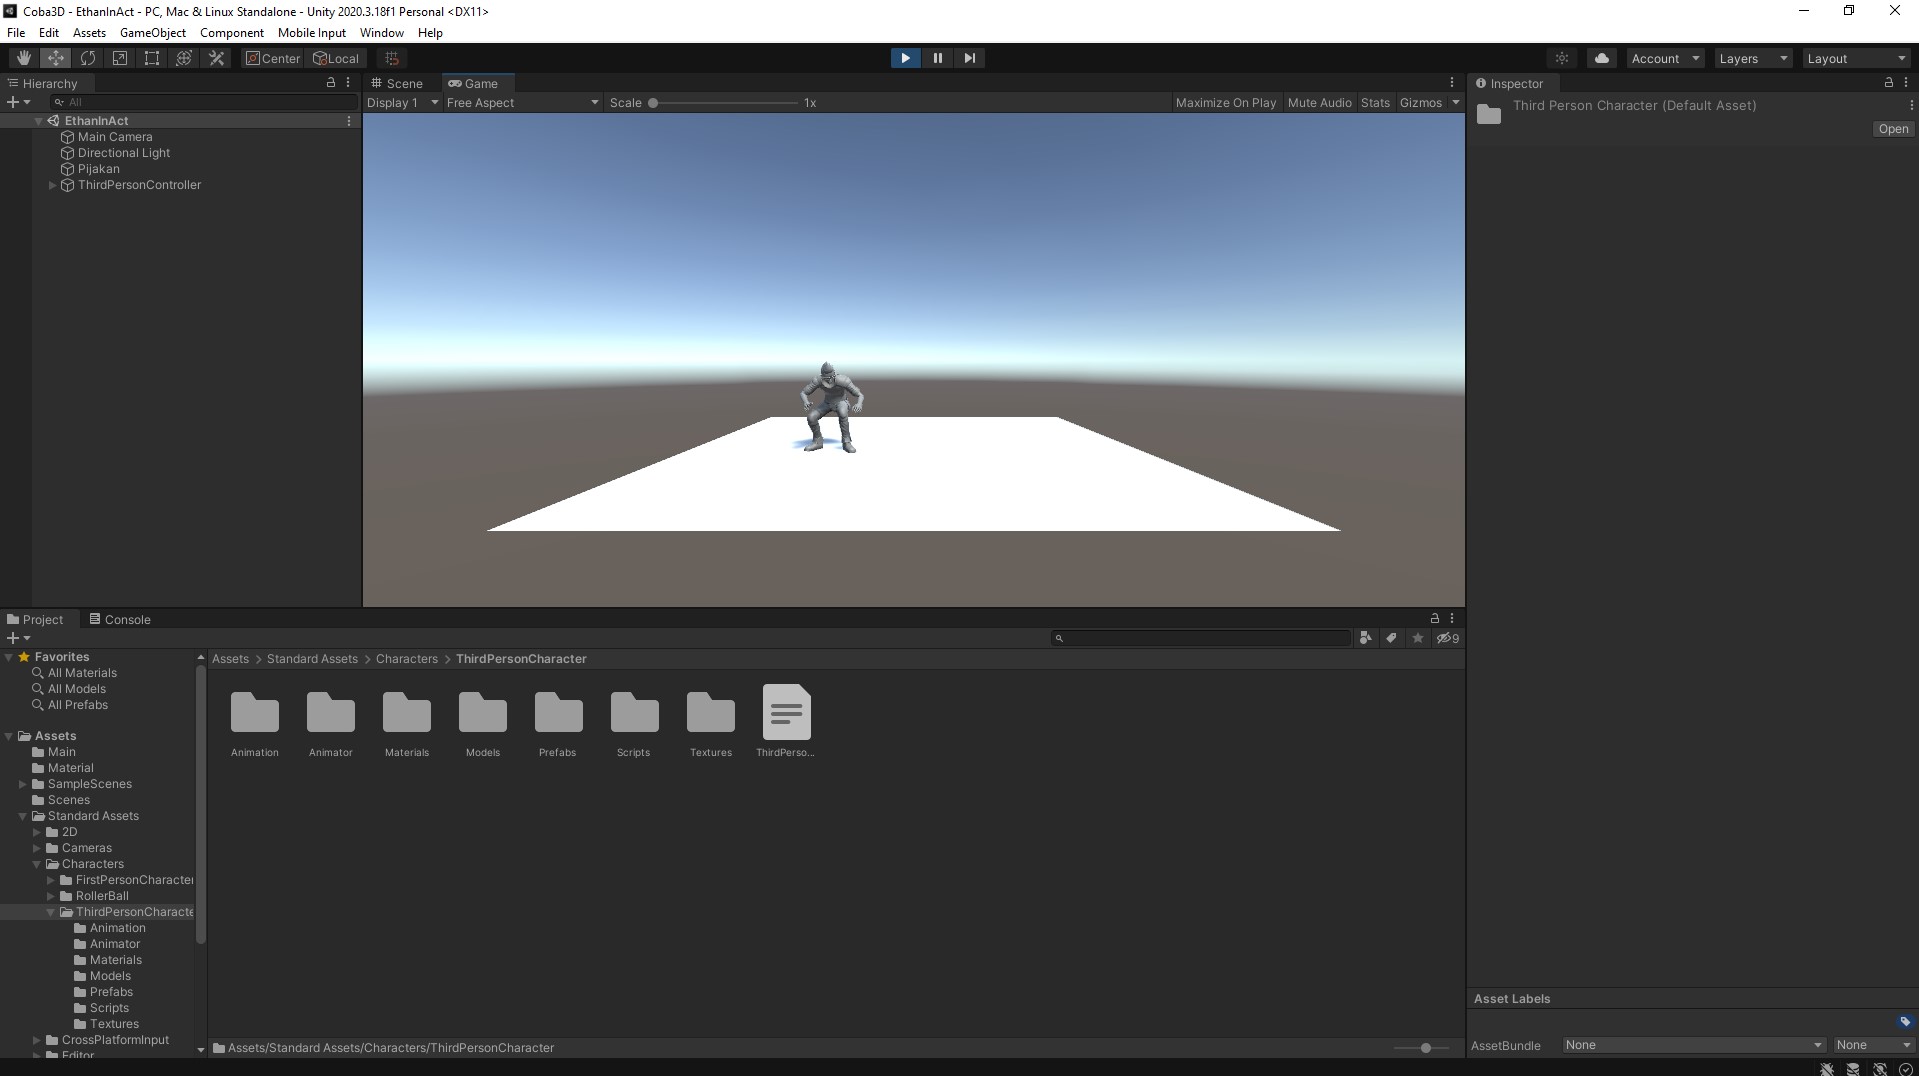 Coba3D - EthanInAct - PC, Mac & Linux Standalone - Unity 2020.3.18f1 Personal <DX11>
File Edit Assets GameObject Component Mobile Input Window Help
Center Local Account Layers Layout
Hierarchy
All
EthanInAct
Main Camera
Directional Light
Pijakan
ThirdPersonController
Scene Game
Display 1 Free Aspect Scale 1x Maximize On Play Mute Audio Stats Gizmos
Inspector
Third Person Character (Default Asset)
Open
Project Console
9
Favorites
All Materials
All Models
All Prefabs
Assets
Main
Material
SampleScenes
Scenes
Standard Assets
2D
Cameras
Characters
FirstPersonCharacter
RollerBall
ThirdPersonCharacte
Animation
Animator
Materials
Models
Prefabs
Scripts
Textures
CrossPlatformInput
Editor
Assets > Standard Assets > Characters > ThirdPersonCharacter
Animation Animator Materials Models Prefabs Scripts Textures ThirdPerso...
Assets/Standard Assets/Characters/ThirdPersonCharacter
Asset Labels
AssetBundle None None